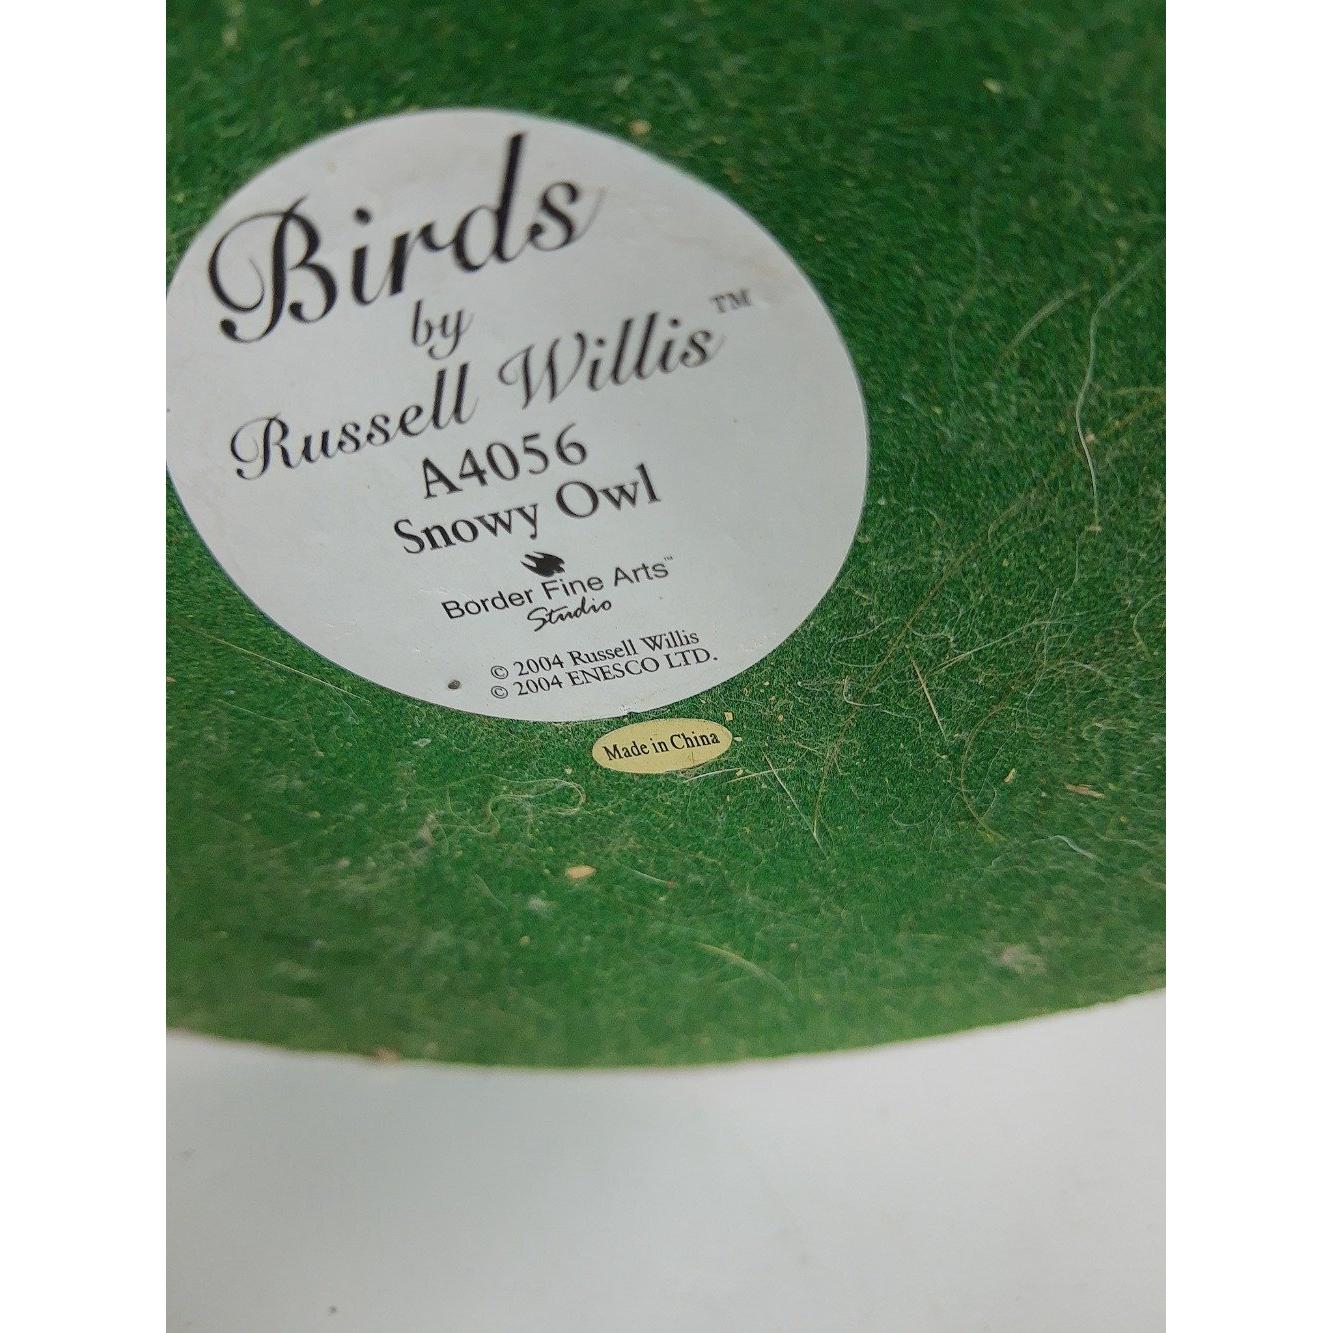 Birds
by
Russell Willis™
A4056
Snowy Owl
Border Fine Arts™
Studio
© 2004 Russell Willis
© 2004 ENESCO LTD.
Made in China